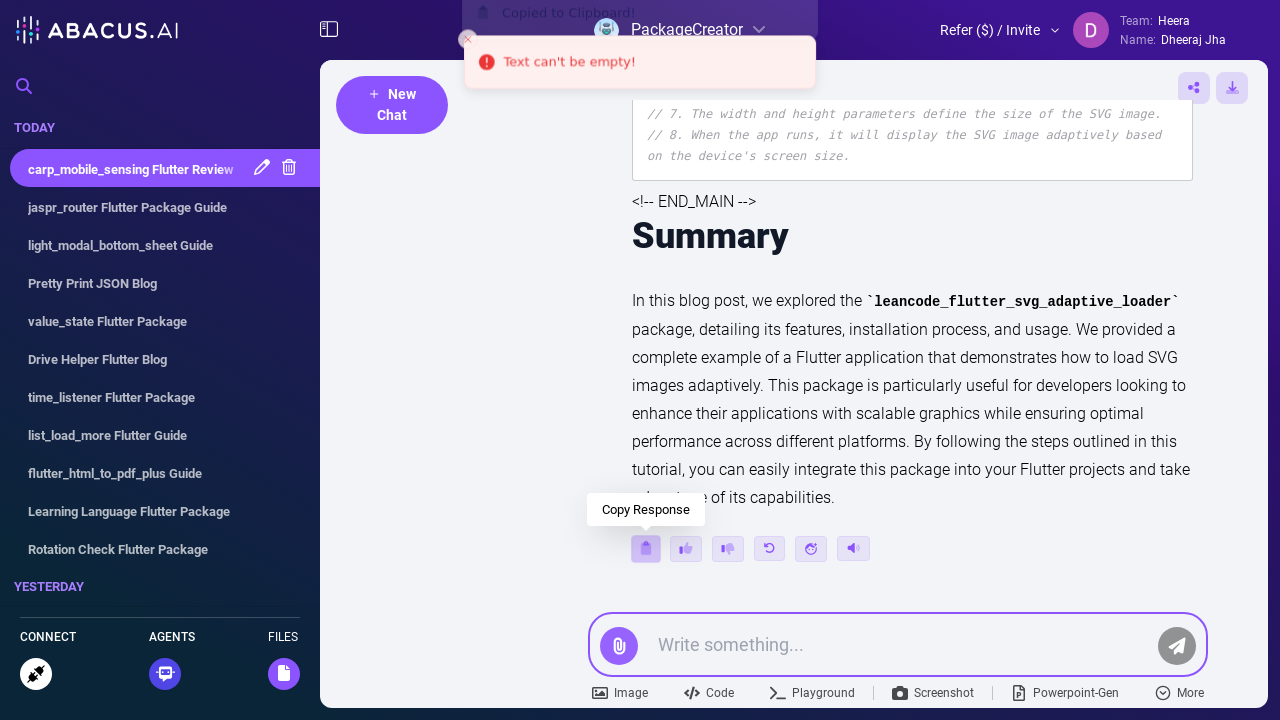 ABACUS.AI
Copied to Clipboard!
PackageCreator
Refer ($) / Invite
D
Team: Heera
Name: Dheeraj Jha
Text can't be empty!
TODAY
carp_mobile_sensing Flutter Review
jaspr_router Flutter Package Guide
light_modal_bottom_sheet Guide
Pretty Print JSON Blog
value_state Flutter Package
Drive Helper Flutter Blog
time_listener Flutter Package
list_load_more Flutter Guide
flutter_html_to_pdf_plus Guide
Learning Language Flutter Package
Rotation Check Flutter Package
YESTERDAY
CONNECT
AGENTS
FILES
+ New
Chat
// 7. The width and height parameters define the size of the SVG image.
// 8. When the app runs, it will display the SVG image adaptively based
on the device's screen size.
<!-- END_MAIN -->
Summary
In this blog post, we explored the `leancode_flutter_svg_adaptive_loader`
package, detailing its features, installation process, and usage. We provided a
complete example of a Flutter application that demonstrates how to load SVG
images adaptively. This package is particularly useful for developers looking to
enhance their applications with scalable graphics while ensuring optimal
performance across different platforms. By following the steps outlined in this
tutorial, you can easily integrate this package into your Flutter projects and take
of its capabilities.
Copy Response
Write something...
Image
Code
Playground
Screenshot
Powerpoint-Gen
More